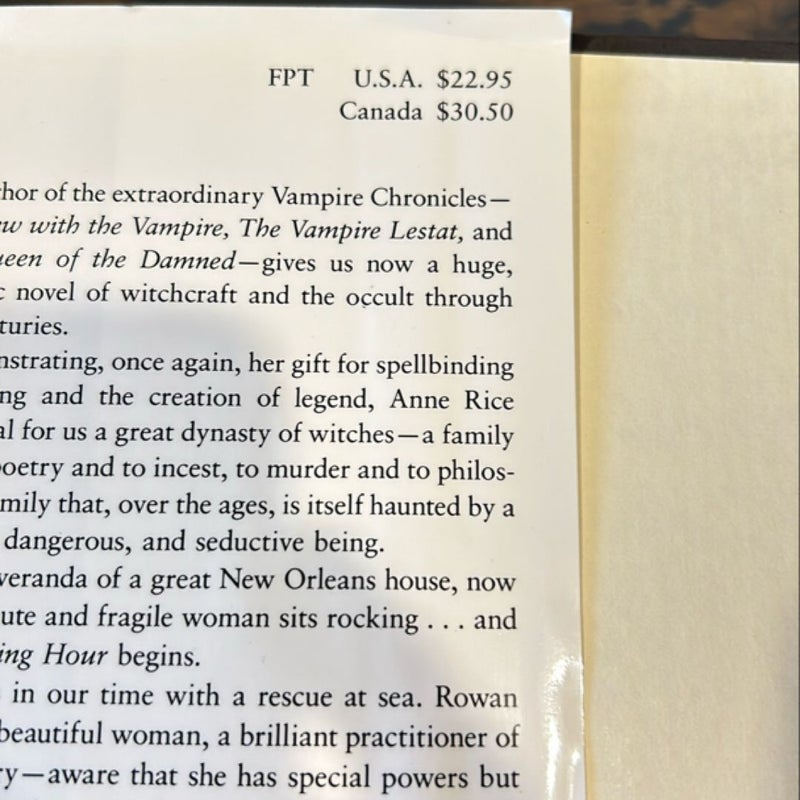 FPT U.S.A. $22.95
Canada $30.50
thor of the extraordinary Vampire Chronicles—
ew with the Vampire, The Vampire Lestat, and
ueen of the Damned—gives us now a huge,
c novel of witchcraft and the occult through
turies.
nstrating, once again, her gift for spellbinding
ng and the creation of legend, Anne Rice
al for us a great dynasty of witches—a family
poetry and to incest, to murder and to philos-
mily that, over the ages, is itself haunted by a
dangerous, and seductive being.
veranda of a great New Orleans house, now
ute and fragile woman sits rocking . . . and
ing Hour begins.
in our time with a rescue at sea. Rowan
beautiful woman, a brilliant practitioner of
ry—aware that she has special powers but